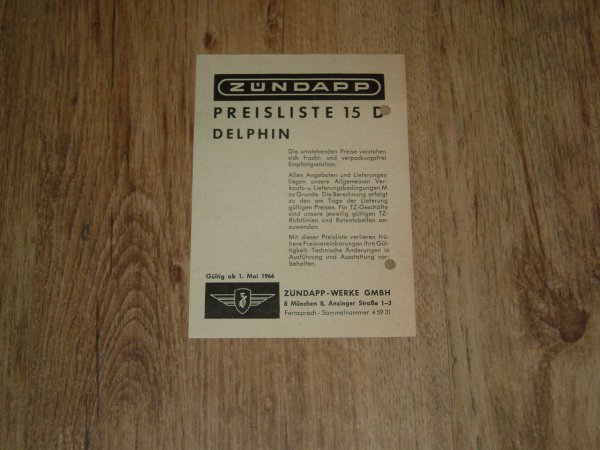 ZÜNDAPP
PREISLISTE 15 D
DELPHIN
Die umstehenden Preise verstehen
sich fracht- und verpackungsfrei
Empfangsstation.
Allen Angeboten und Lieferungen
liegen unsere Allgemeinen Ver-
kaufs- u. Lieferungsbedingungen M
zu Grunde. Die Berechnung erfolgt
zu den am Tage der Lieferung
gültigen Preisen. Für TZ-Geschäfte
sind unsere jeweilig gültigen TZ-
Richtlinien und Ratentabellen an-
zuwenden.
Mit dieser Preisliste verlieren frü-
here Preisvereinbarungen ihre Gül-
tigkeit. Technische Änderungen in
Ausführung und Ausstattung vor-
behalten.
Gültig ab 1. Mai 1966
ZÜNDAPP-WERKE GMBH
8 München 8, Anzinger Straße 1-3
Fernsprech-Sammelnummer 45931